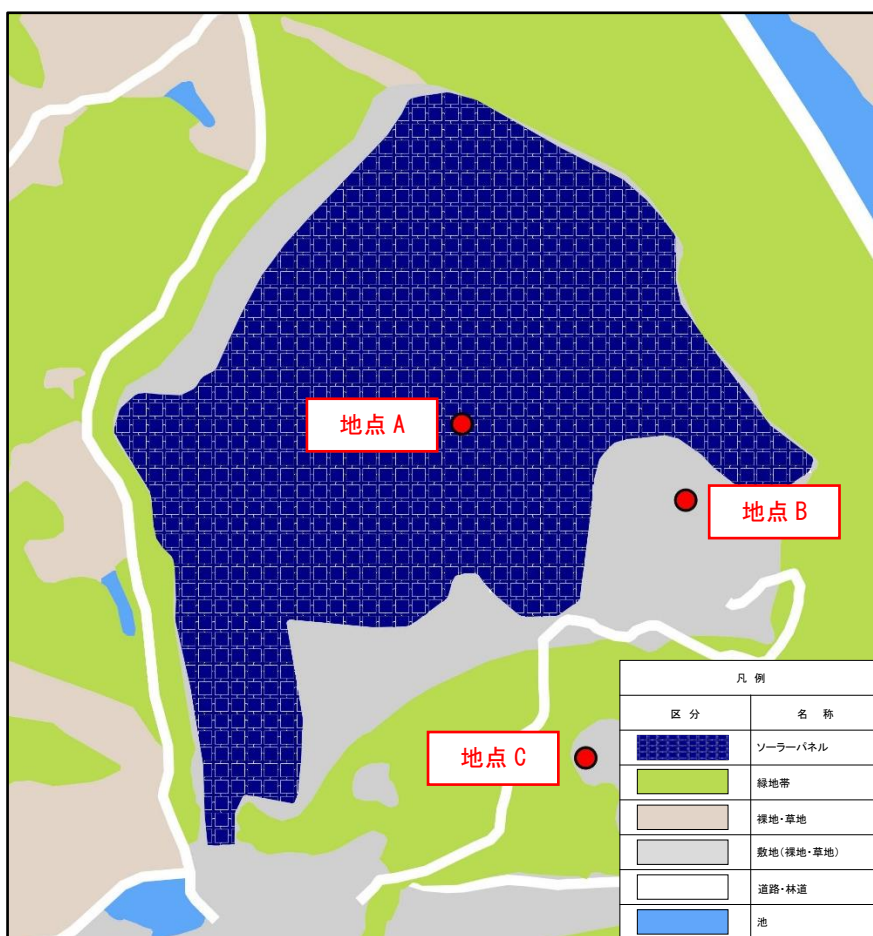 地点 A
地点 B
地点 C
凡 例
区 分 名 称
ソーラーパネル
緑地帯
裸地・草地
敷地(裸地・草地)
道路・林道
池